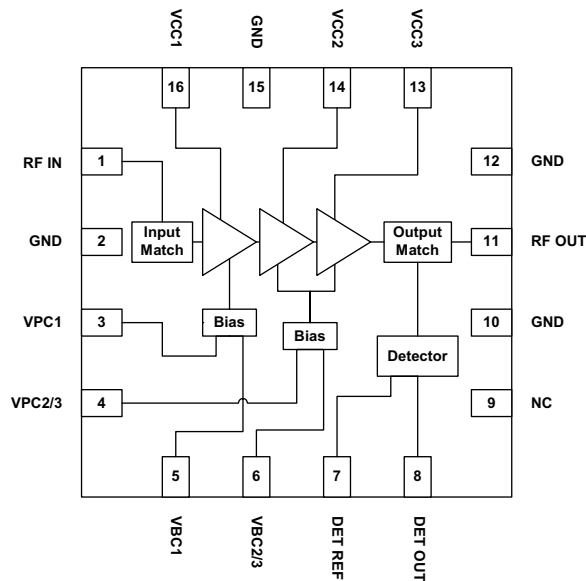 VCC1
GND
VCC2
VCC3
16
15
14
13
RF IN
1
12
GND
GND
2
Input
Match
Output
Match
11
RF OUT
VPC1
3
Bias
Bias
10
GND
Detector
VPC2/3
4
9
NC
5
6
7
8
VBC1
VBC2/3
DET REF
DET OUT